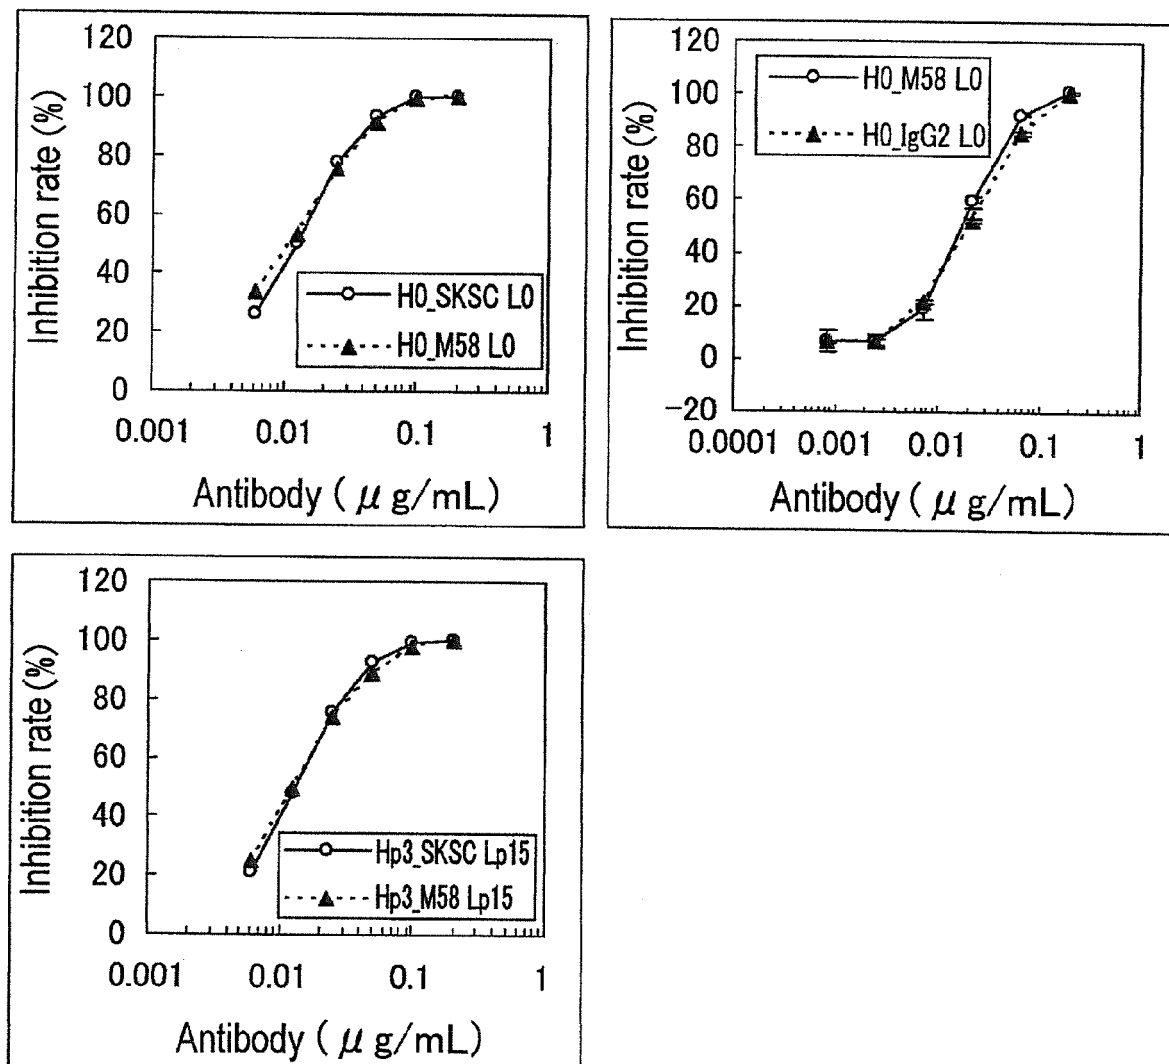 120
100
80
60
40
20
0
Inhibition rate (%)
H0_SKSC L0
H0_M58 L0
0.001 0.01 0.1 1
Antibody ( μ g/mL)
120
100
80
60
40
20
0
−20
Inhibition rate (%)
H0_M58 L0
H0_IgG2 L0
0.0001 0.001 0.01 0.1 1
Antibody ( μ g/mL)
120
100
80
60
40
20
0
Inhibition rate (%)
Hp3_SKSC Lp15
Hp3_M58 Lp15
0.001 0.01 0.1 1
Antibody ( μ g/mL)